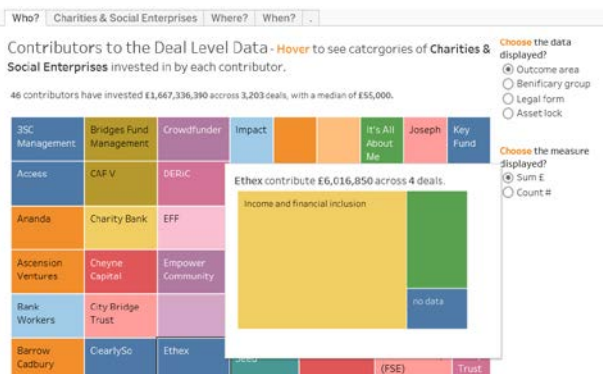 Who? Charities & Social Enterprises Where? When? .
Contributors to the Deal Level Data - Hover to see catcrgories of Charities &
Social Enterprises invested in by each contributor.
46 contributors have invested £1,667,336,390 accross 3,203 deals, with a median of £55,000.
Choose the data
displayed?
Outcome area
Benificary group
Legal form
Asset lock
Choose the measure
displayed?
Sum £
Count #
3SC
Management
Bridges Fund
Management
Crowdfunder
Impact
It's All
About
Me
Joseph
Key
Fund
Access
CAF V
DERiC
Ethex contribute £6,016,850 across 4 deals.
Income and financial inclusion
no data
Ananda
Charity Bank
EFF
Ascension
Ventures
Cheyne
Capital
Empower
Community
Bank
Workers
City Bridge
Trust
Barrow
Cadbury
ClearlySo
Ethex
Seed
(FSE)
Trust